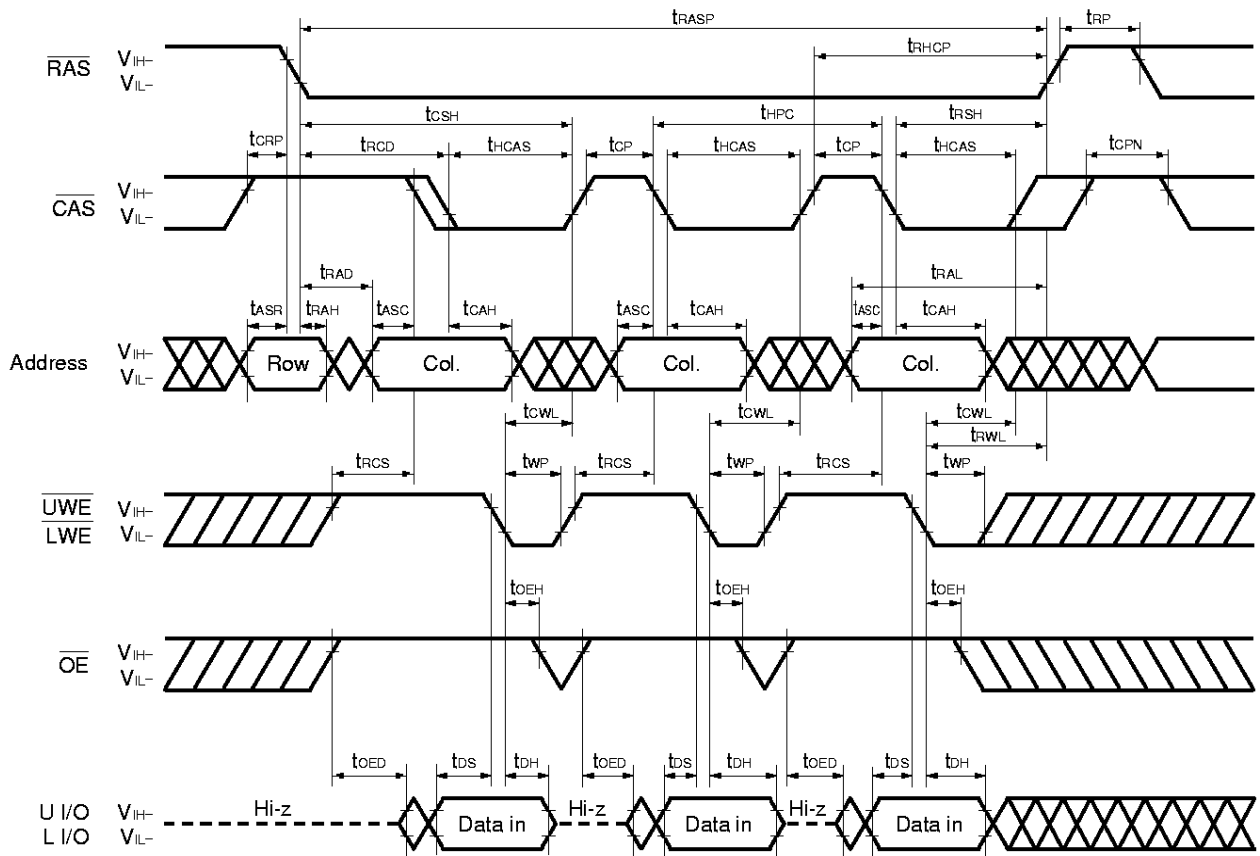 tRASP tRP
RAS VIH– tRHCP
VIL–
tCSH tHPC tRSH
tCRP tRCD tHCAS tCP tHCAS tCP tHCAS tCPN
CAS VIH–
VIL–
tRAD tRAL
tASR tRAH tASC tCAH tASC tCAH tASC tCAH
Address VIH– Row Col. Col. Col.
VIL–
tCWL tCWL tCWL
tRWL
tRCS tWP tRCS tWP tRCS tWP
UWE VIH–
LWE VIL–
tOEH tOEH tOEH
OE VIH–
VIL–
tOED tDS tDH tOED tDS tDH tOED tDS tDH
U I/O VIH– Hi-z Data in Hi-z Data in Hi-z Data in
L I/O VIL–